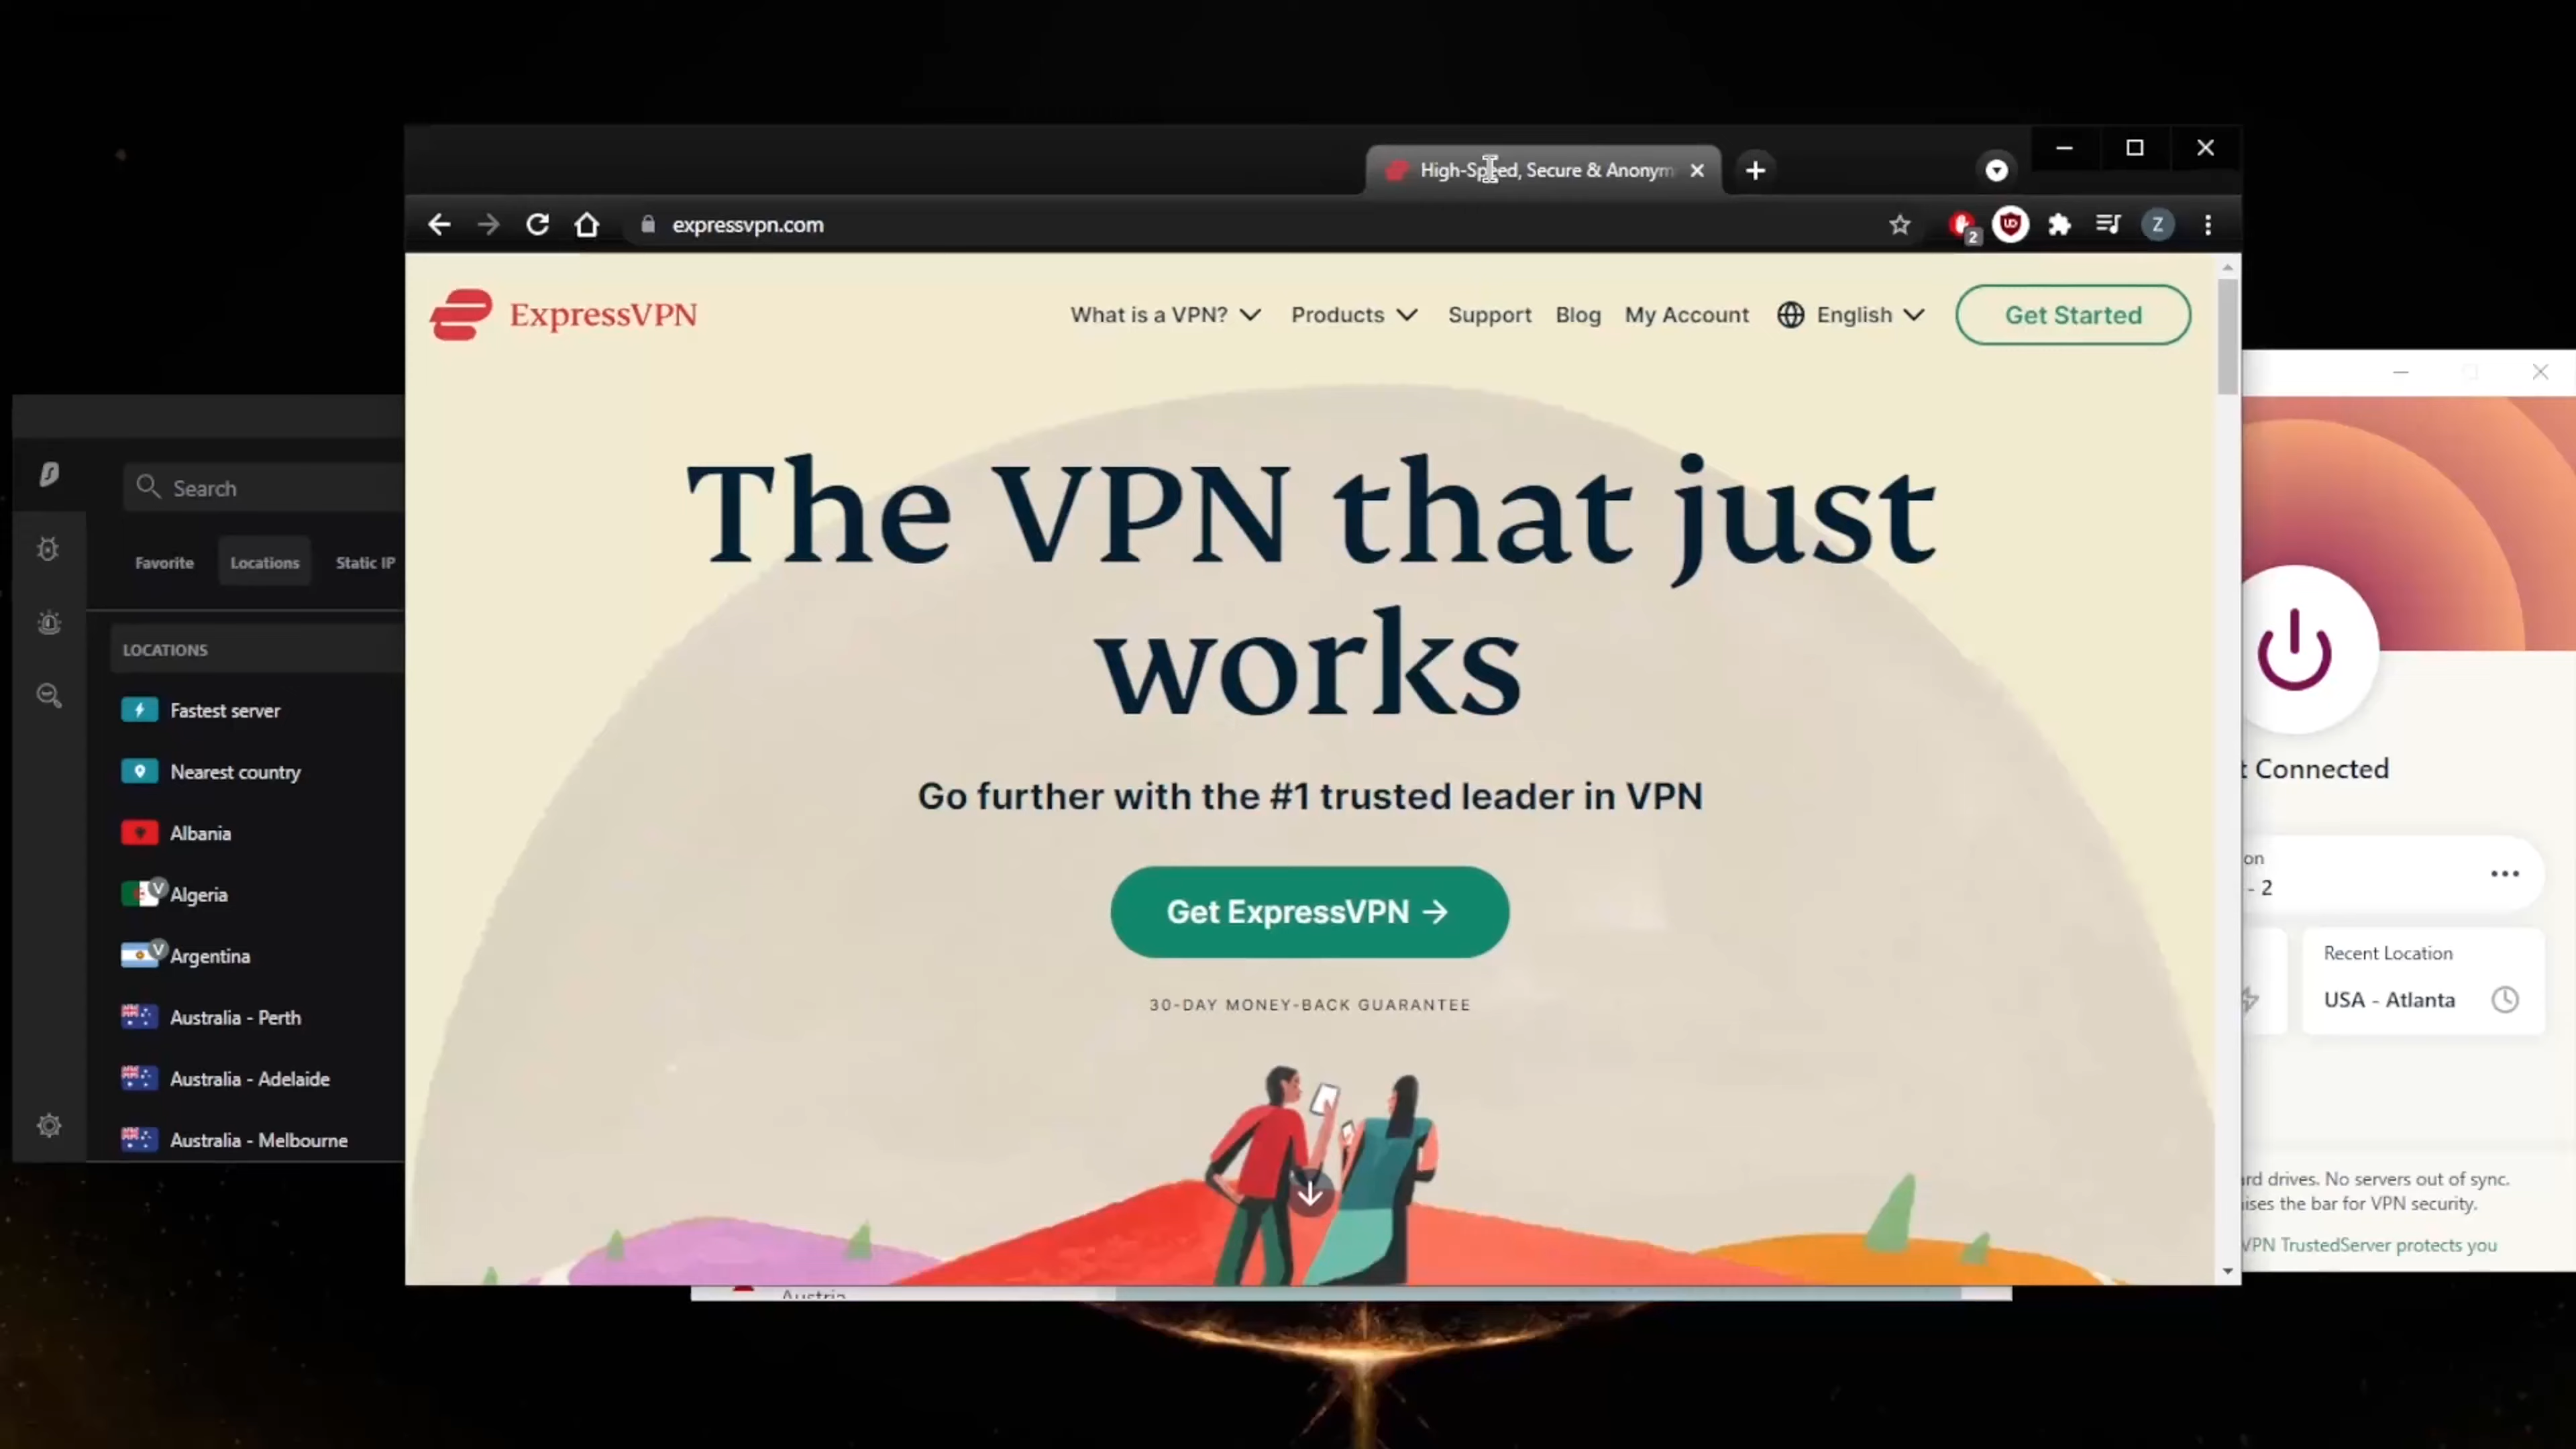 High-Speed, Secure & Anonym
expressvpn.com
2
Z
ExpressVPN
What is a VPN?
Products
Support
Blog
My Account
English
Get Started
The VPN that just
works
Go further with the #1 trusted leader in VPN
Get ExpressVPN →
30-DAY MONEY-BACK GUARANTEE
Search
Favorite
Locations
Static IP
LOCATIONS
Fastest server
Nearest country
Albania
V
Algeria
V
Argentina
Australia - Perth
Australia - Adelaide
Australia - Melbourne
t Connected
on
- 2
Recent Location
USA - Atlanta
rd drives. No servers out of sync.
ises the bar for VPN security.
VPN TrustedServer protects you
Austria